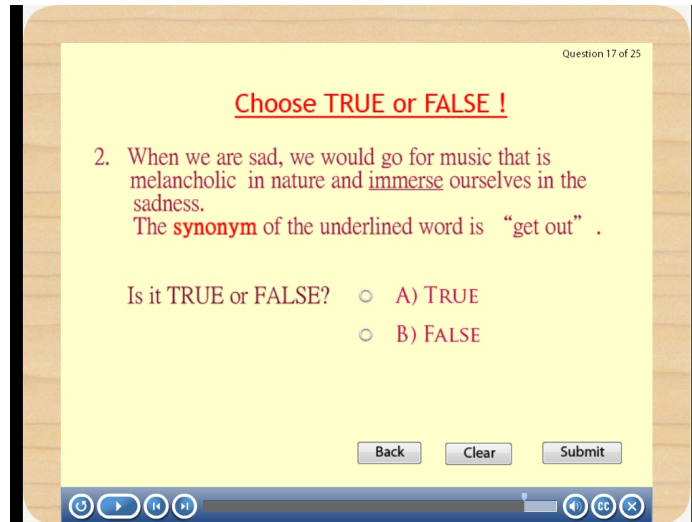 Question 17 of 25
Choose TRUE or FALSE !
2. When we are sad, we would go for music that is
melancholic in nature and immerse ourselves in the
sadness.
The synonym of the underlined word is “get out” .
Is it TRUE or FALSE? A) TRUE
B) FALSE
Back Clear Submit
CC